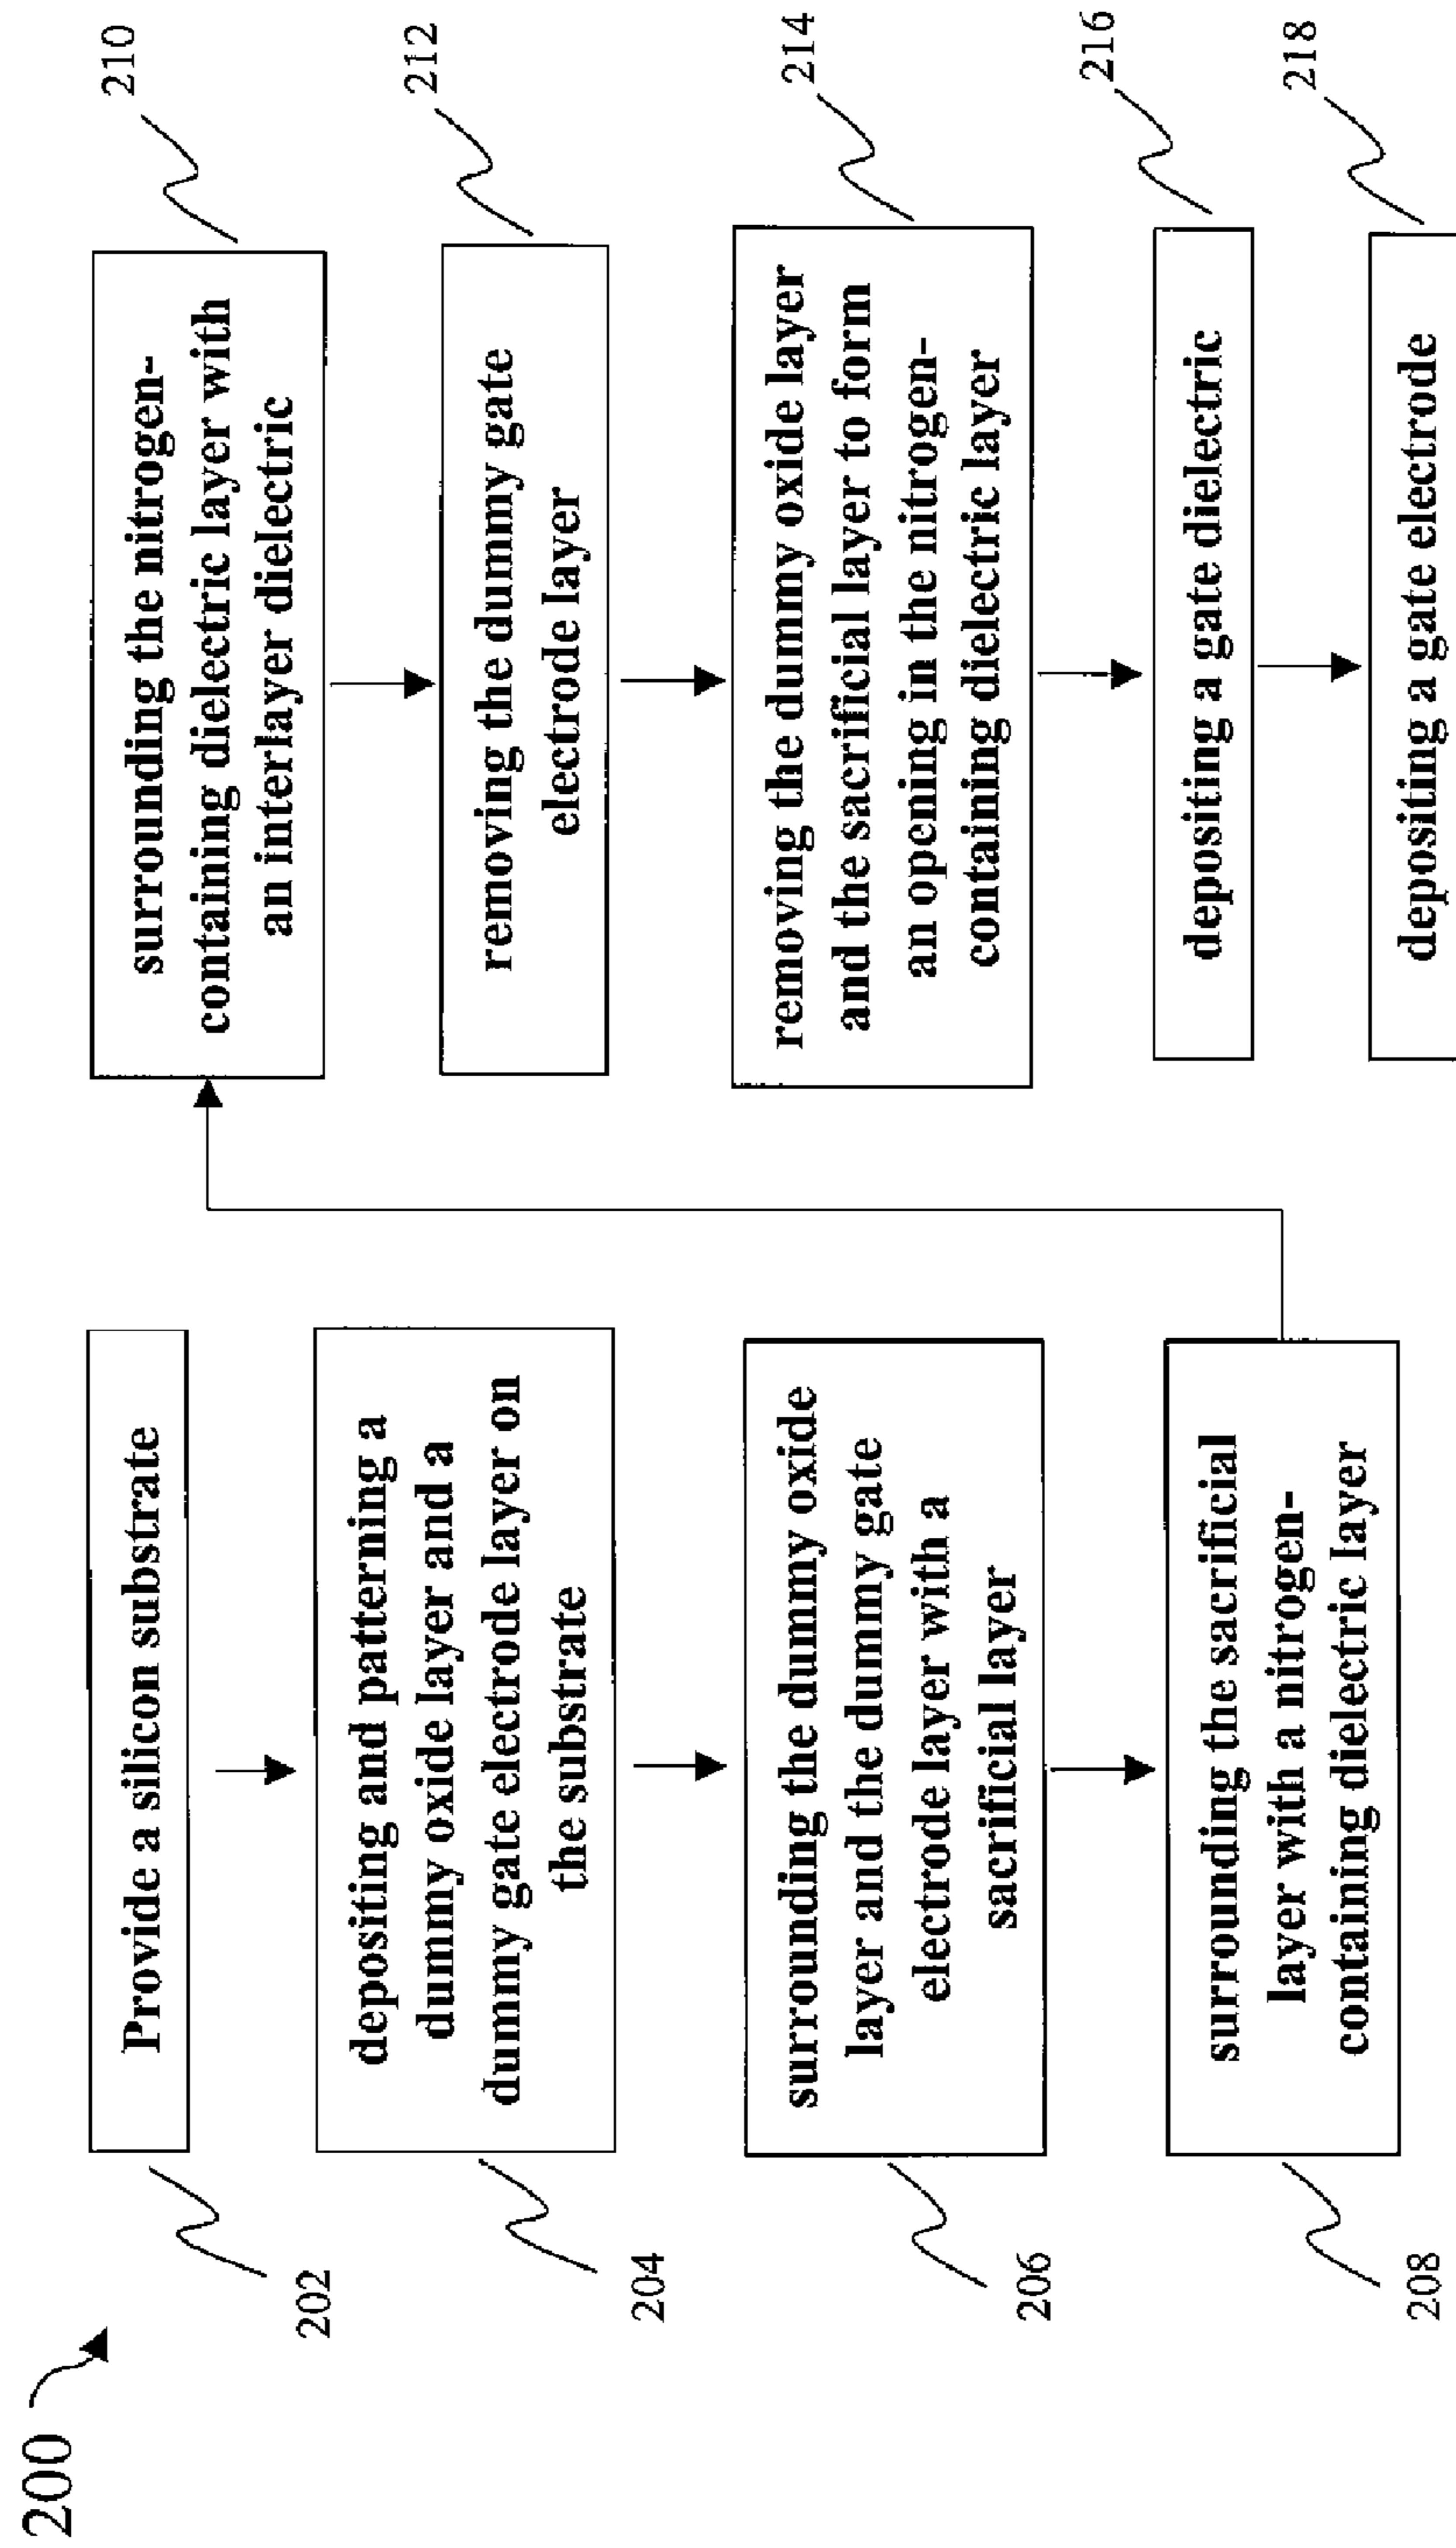 200
202
Provide a silicon substrate
204
depositing and patterning a
dummy oxide layer and a
dummy gate electrode layer on
the substrate
206
surrounding the dummy oxide
layer and the dummy gate
electrode layer with a
sacrificial layer
208
surrounding the sacrificial
layer with a nitrogen-
containing dielectric layer
210
surrounding the nitrogen-
containing dielectric layer with
an interlayer dielectric
212
removing the dummy gate
electrode layer
214
removing the dummy oxide layer
and the sacrificial layer to form
an opening in the nitrogen-
containing dielectric layer
216
depositing a gate dielectric
218
depositing a gate electrode